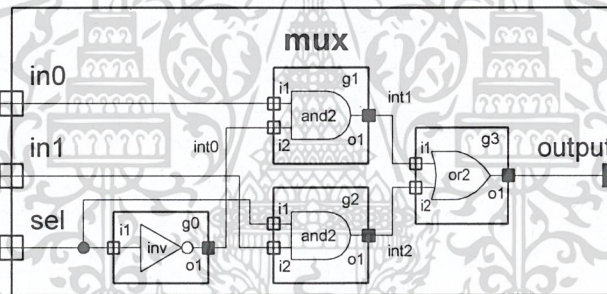 mux
in0
g1
i1
and2
int1
i2
o1
g3
in1
int0
i1
output
or2
g2
i2
o1
sel
g0
i1
i1
inv
and2
int2
o1
i2
o1